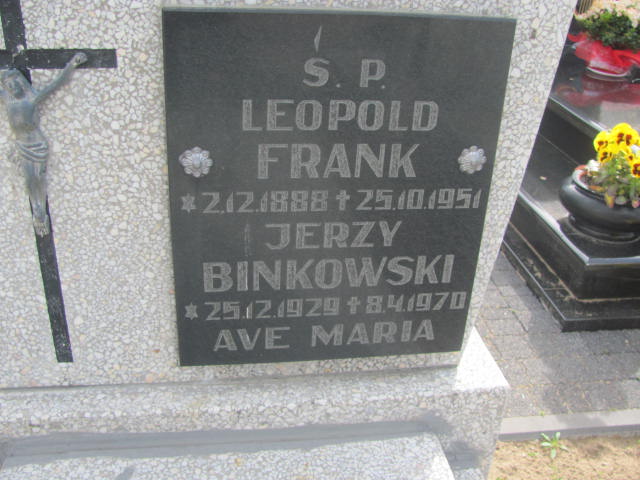 Ś. P.
LEOPOLD
FRANK
* 2.12.1888 ✝ 25.10.1951
JERZY
BINKOWSKI
* 25.12.1929 ✝ 8.4.1970
AVE MARIA